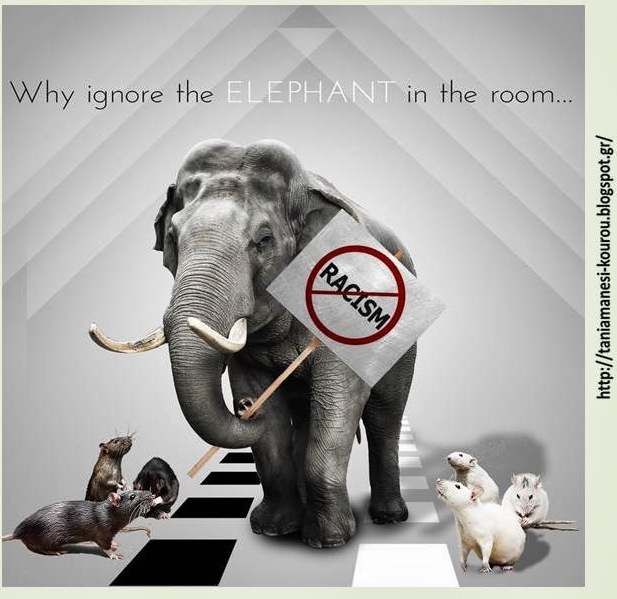 Why ignore the ELEPHANT in the room...
RACISM
http://taniamanesi-kourou.blogspot.gr/